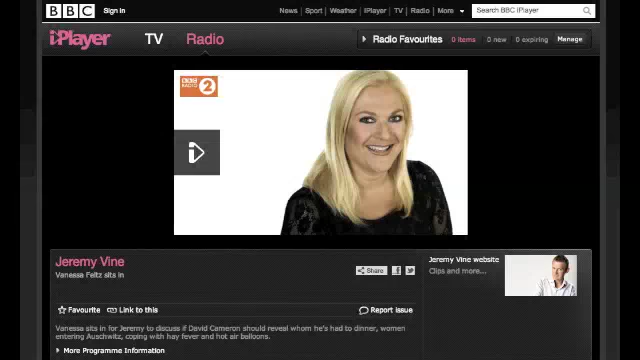 BBC Sign in News Sport Weather iPlayer TV Radio More Search BBC iPlayer
iPlayer TV Radio Radio Favourites 0 items 0 new 0 expiring Manage
BBC
RADIO 2
Jeremy Vine
Vanessa Feltz sits in
Share
Jeremy Vine website
Clips and more...
Favourite Link to this Report issue
Vanessa sits in for Jeremy to discuss if David Cameron should reveal whom he's had to dinner, women
entering Auschwitz, coping with hay fever and hot air balloons.
More Programme Information